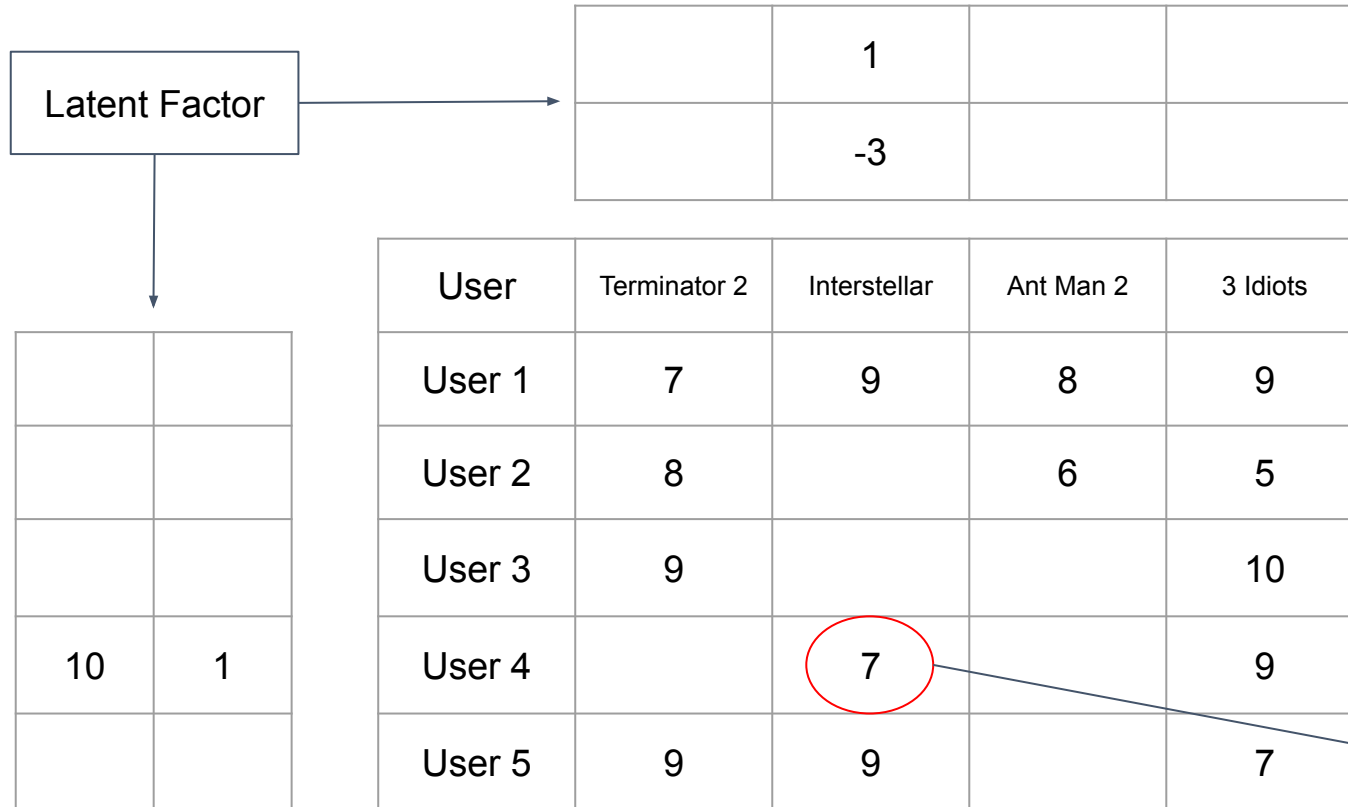 1
Latent Factor
-3
User Terminator 2 Interstellar Ant Man 2 3 Idiots
User 1 7 9 8 9
User 2 8 6 5
User 3 9 10
10 1 User 4 7 9
User 5 9 9 7